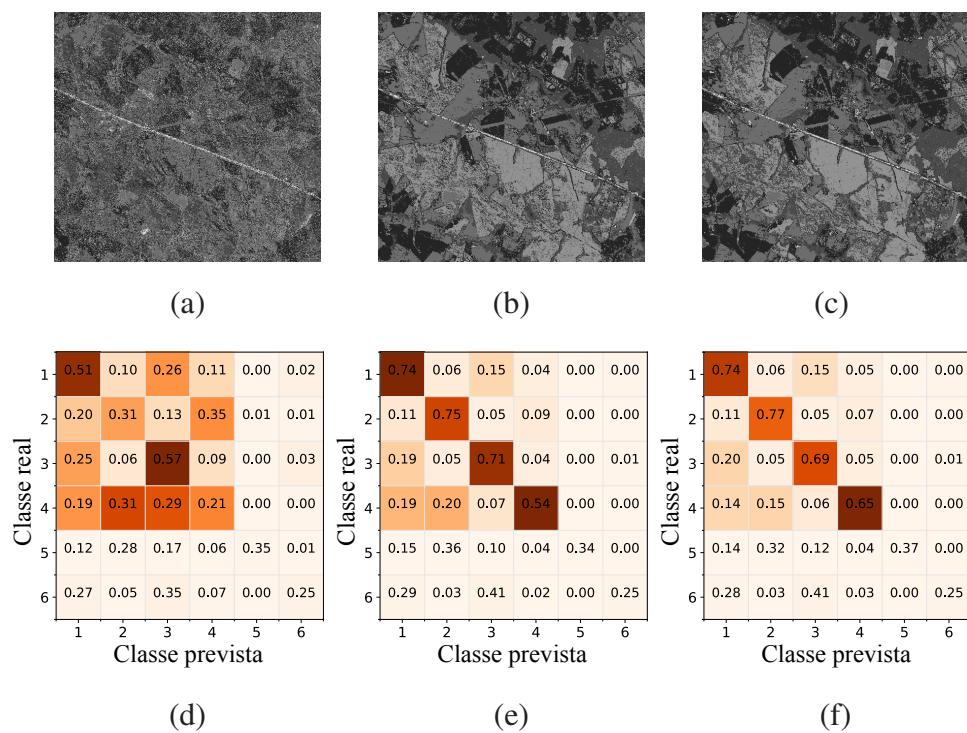 (a)
(b)
(c)
Classe real
1 0.51 0.10 0.26 0.11 0.00 0.02
2 0.20 0.31 0.13 0.35 0.01 0.01
3 0.25 0.06 0.57 0.09 0.00 0.03
4 0.19 0.31 0.29 0.21 0.00 0.00
5 0.12 0.28 0.17 0.06 0.35 0.01
6 0.27 0.05 0.35 0.07 0.00 0.25
1 2 3 4 5 6
Classe prevista
(d)
Classe real
1 0.74 0.06 0.15 0.04 0.00 0.00
2 0.11 0.75 0.05 0.09 0.00 0.00
3 0.19 0.05 0.71 0.04 0.00 0.01
4 0.19 0.20 0.07 0.54 0.00 0.00
5 0.15 0.36 0.10 0.04 0.34 0.00
6 0.29 0.03 0.41 0.02 0.00 0.25
1 2 3 4 5 6
Classe prevista
(e)
Classe real
1 0.74 0.06 0.15 0.05 0.00 0.00
2 0.11 0.77 0.05 0.07 0.00 0.00
3 0.20 0.05 0.69 0.05 0.00 0.01
4 0.14 0.15 0.06 0.65 0.00 0.00
5 0.14 0.32 0.12 0.04 0.37 0.00
6 0.28 0.03 0.41 0.03 0.00 0.25
1 2 3 4 5 6
Classe prevista
(f)